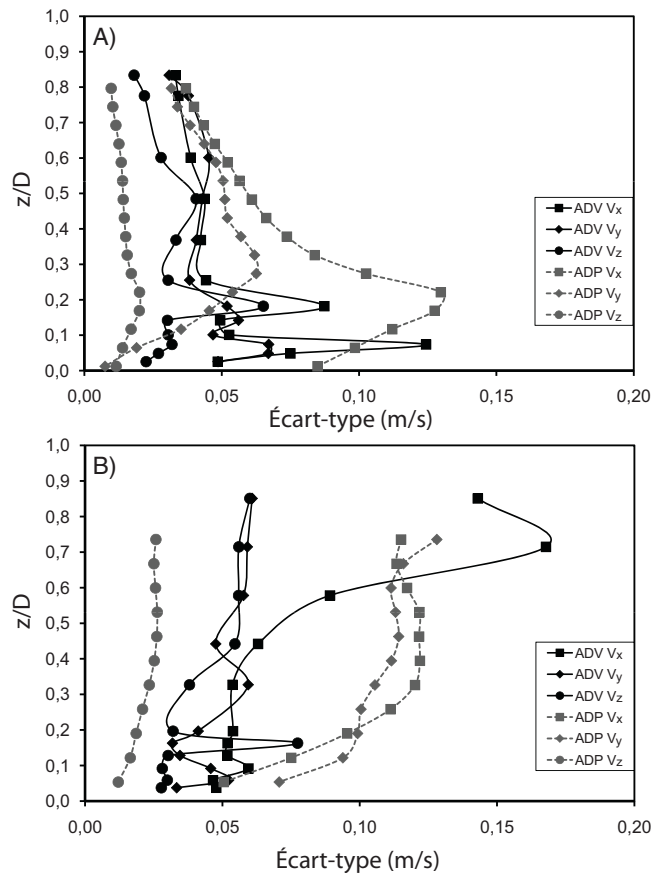 A)
1,0
0,9
0,8
0,7
0,6
0,5
0,4
0,3
0,2
0,1
0,0
z/D
0,00 0,05 0,10 0,15 0,20
Écart-type (m/s)
ADV Vx
ADV Vy
ADV Vz
ADP Vx
ADP Vy
ADP Vz
B)
1,0
0,9
0,8
0,7
0,6
0,5
0,4
0,3
0,2
0,1
0,0
z/D
0,00 0,05 0,10 0,15 0,20
Écart-type (m/s)
ADV Vx
ADV Vy
ADV Vz
ADP Vx
ADP Vy
ADP Vz